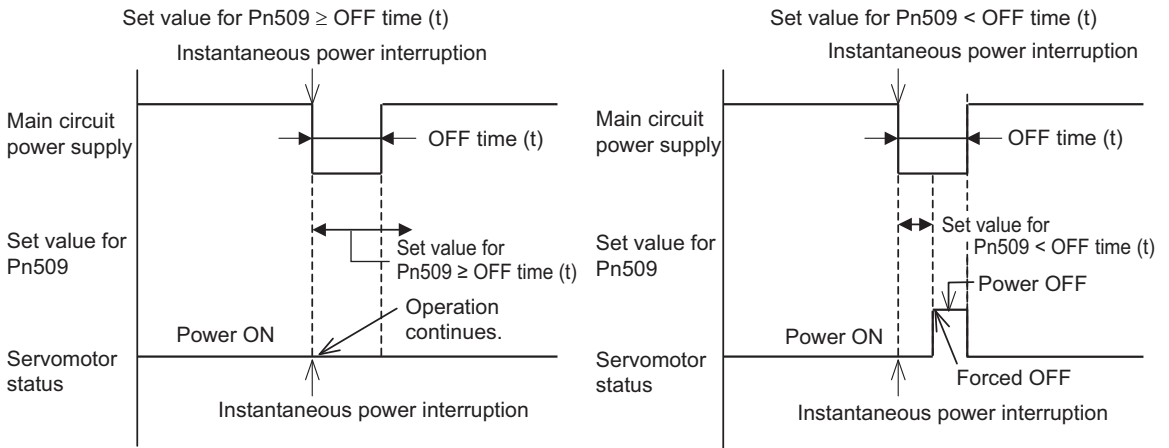 Set value for Pn509 ≥ OFF time (t)
Instantaneous power interruption
Main circuit
power supply
OFF time (t)
Set value for
Pn509
Set value for
Pn509 ≥ OFF time (t)
Operation
continues.
Power ON
Servomotor
status
Instantaneous power interruption
Set value for Pn509 < OFF time (t)
Instantaneous power interruption
Main circuit
power supply
OFF time (t)
Set value for
Pn509
Set value for
Pn509 < OFF time (t)
Power OFF
Power ON
Servomotor
status
Forced OFF
Instantaneous power interruption